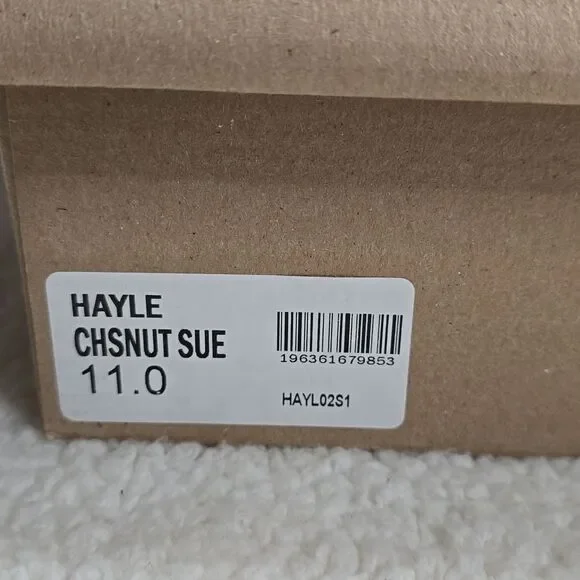 HAYLE
CHSNUT SUE
11.0
196361679853
HAYL02S1